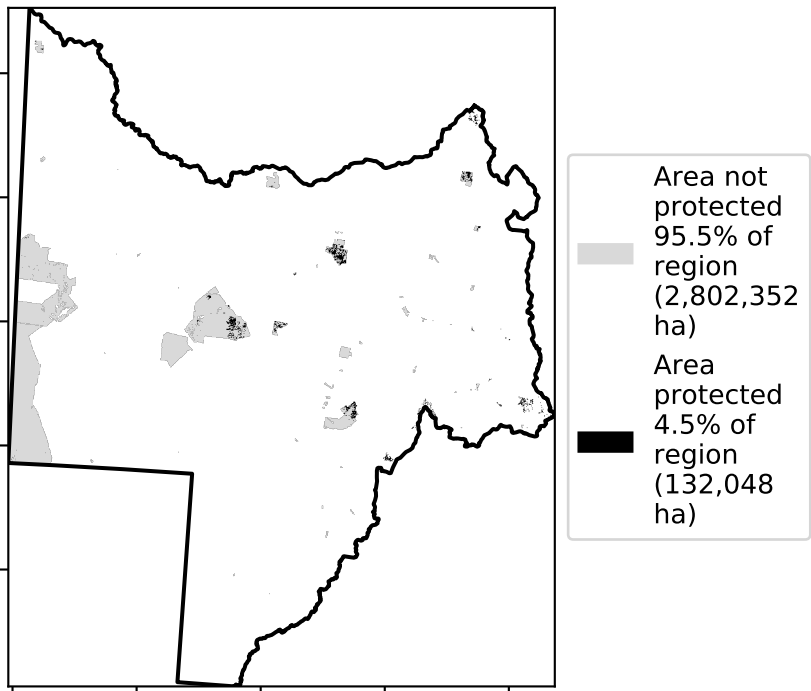 Area not
protected
95.5% of
region
(2,802,352
ha)
Area
protected
4.5% of
region
(132,048
ha)